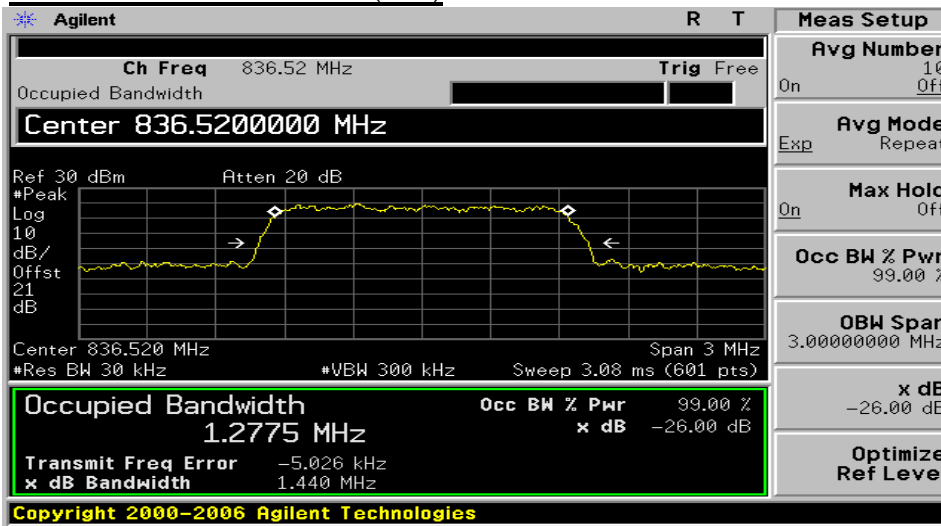 Agilent R T
Ch Freq 836.52 MHz Trig Free
Occupied Bandwidth
Center 836.5200000 MHz
Ref 30 dBm Atten 20 dB
#Peak
Log
10
dB/
Offst
21
dB
Center 836.520 MHz Span 3 MHz
#Res BW 30 kHz #VBW 300 kHz Sweep 3.08 ms (601 pts)
Occupied Bandwidth Occ BW % Pwr 99.00 %
1.2775 MHz x dB -26.00 dB
Transmit Freq Error -5.026 kHz
x dB Bandwidth 1.440 MHz
Copyright 2000-2006 Agilent Technologies
Meas Setup
Avg Number
10
On Off
Avg Mode
Exp Repeat
Max Hold
On Off
Occ BW % Pwr
99.00 %
OBW Span
3.00000000 MHz
x dB
-26.00 dB
Optimize
Ref Level